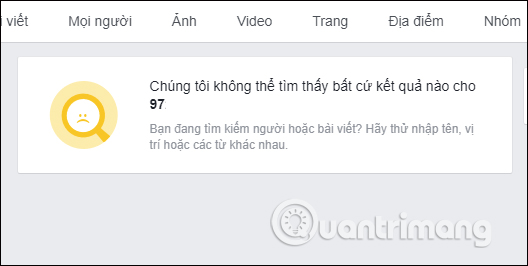 i viết Mọi người Ảnh Video Trang Địa điểm Nhóm
Chúng tôi không thể tìm thấy bất cứ kết quả nào cho
97
Bạn đang tìm kiếm người hoặc bài viết? Hãy thử nhập tên, vị
trí hoặc các từ khác nhau.
Quantrimang